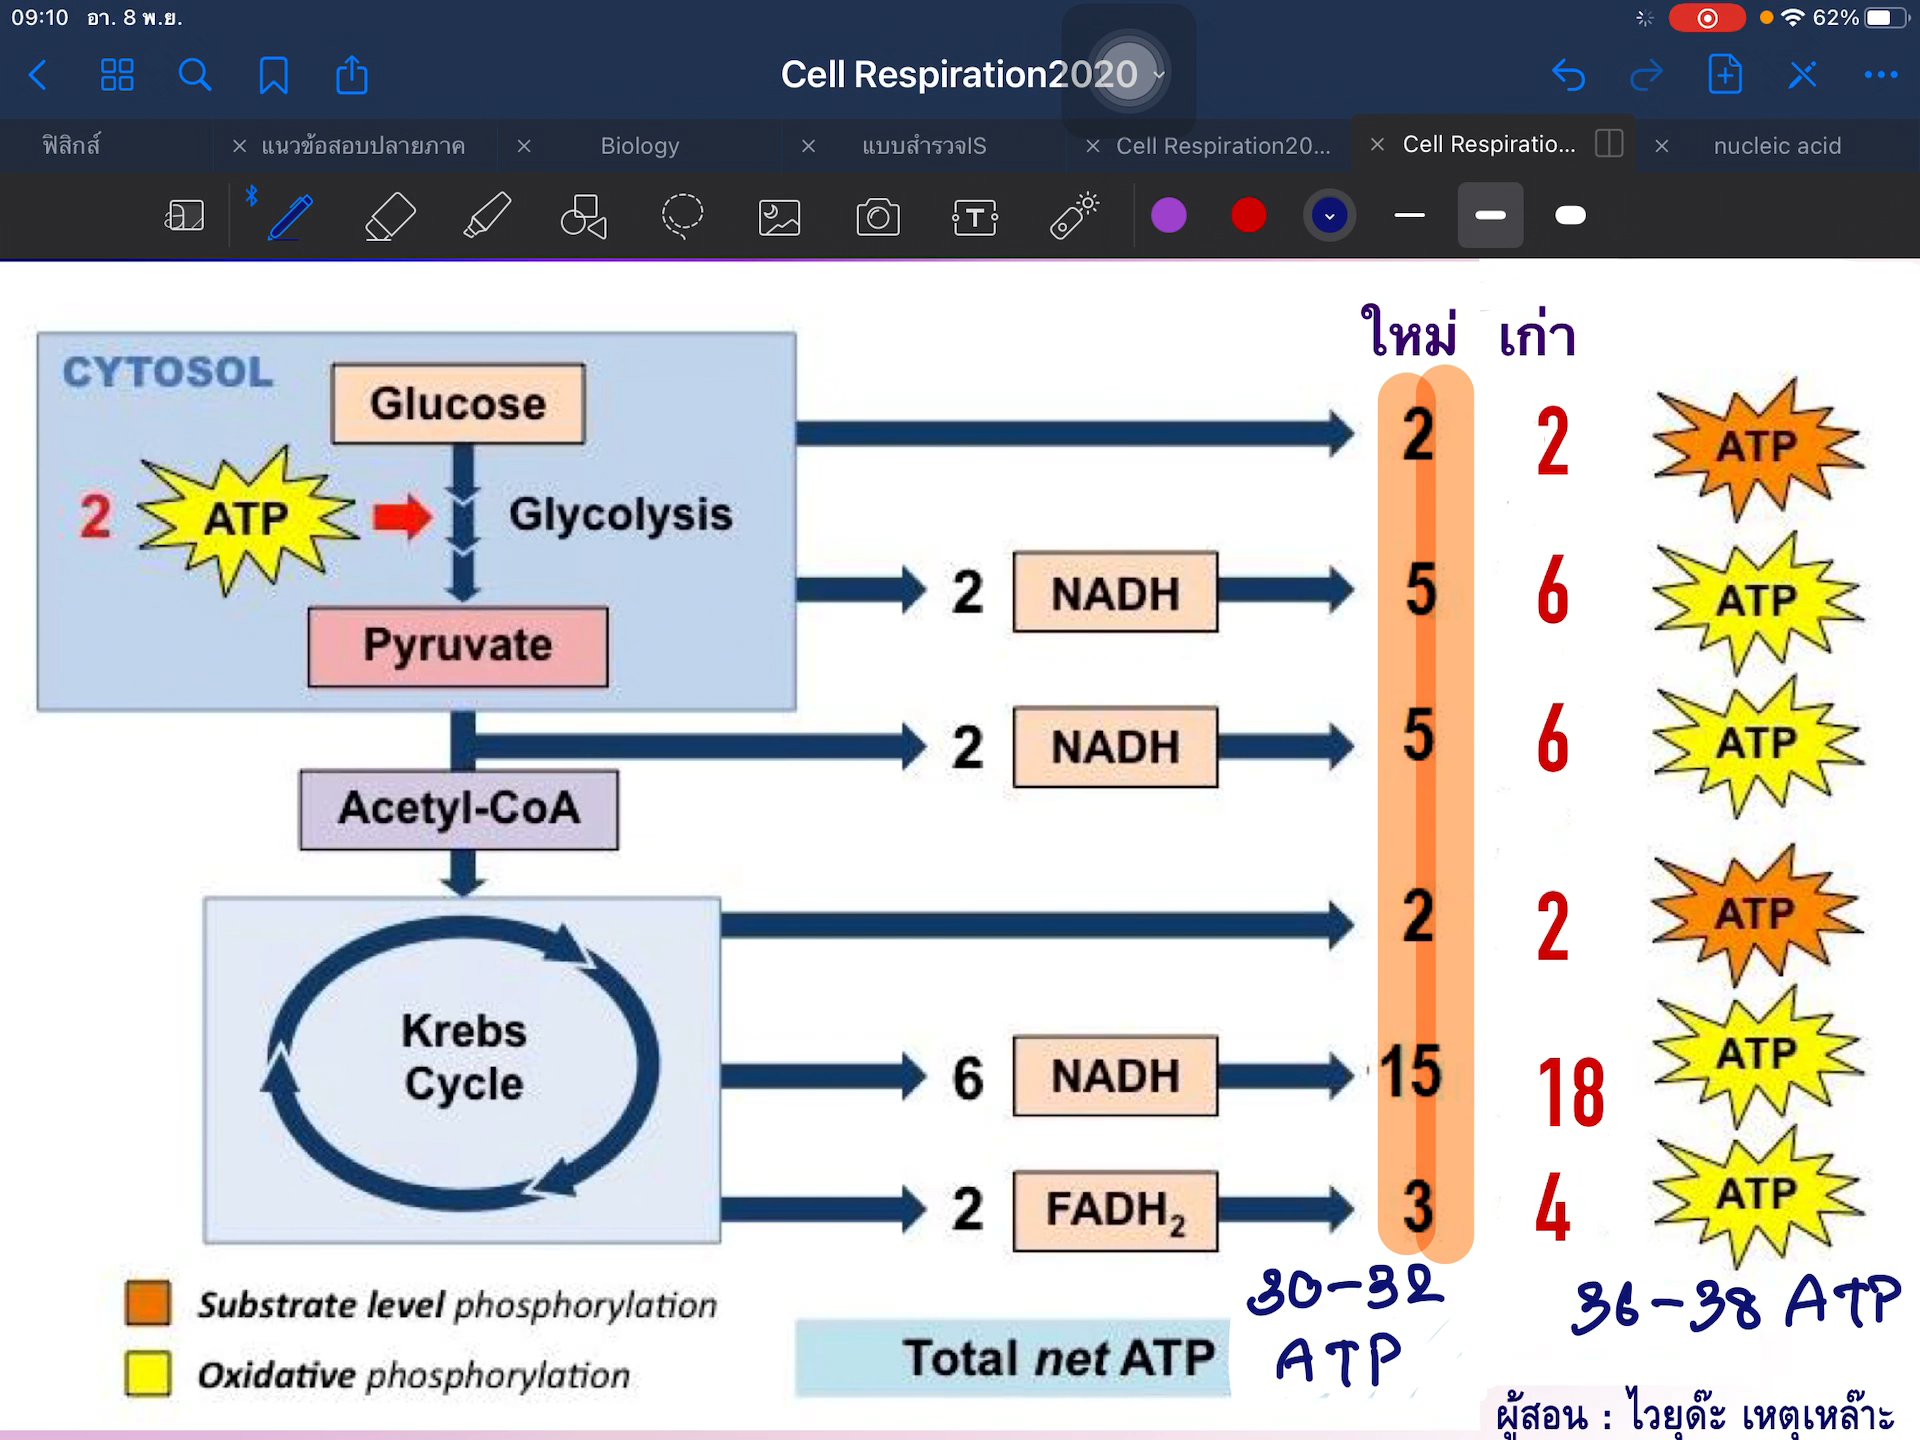 09:10 อา. 8 พ.ย.
62%
Cell Respiration2020
ฟิสิกส์
แนวข้อสอบปลายภาค
Biology
แบบสำรวจIS
Cell Respiration20...
Cell Respiratio...
nucleic acid
ใหม่ เก่า
CYTOSOL
Glucose
2 2 ATP
2 ATP Glycolysis
2 NADH 5 6 ATP
Pyruvate
2 NADH 5 6 ATP
Acetyl-CoA
2 2 ATP
Krebs
Cycle
6 NADH 15 18 ATP
2 FADH₂ 3 4 ATP
Substrate level phosphorylation
30-32
ATP
36-38 ATP
Oxidative phosphorylation
Total net ATP
ผู้สอน : ไวยุด๊ะ เหตุเหล๊าะ